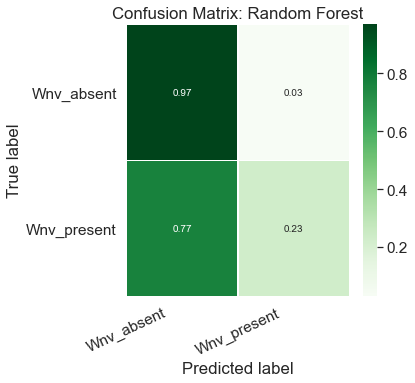 Confusion Matrix: Random Forest
True label
Wnv_absent
0.97
0.03
Wnv_present
0.77
0.23
0.8
0.6
0.4
0.2
Wnv_absent
Wnv_present
Predicted label